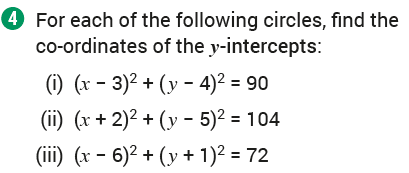 4 For each of the following circles, find the
co-ordinates of the y-intercepts:
(i) (x − 3)² + (y − 4)² = 90
(ii) (x + 2)² + (y − 5)² = 104
(iii) (x − 6)² + (y + 1)² = 72